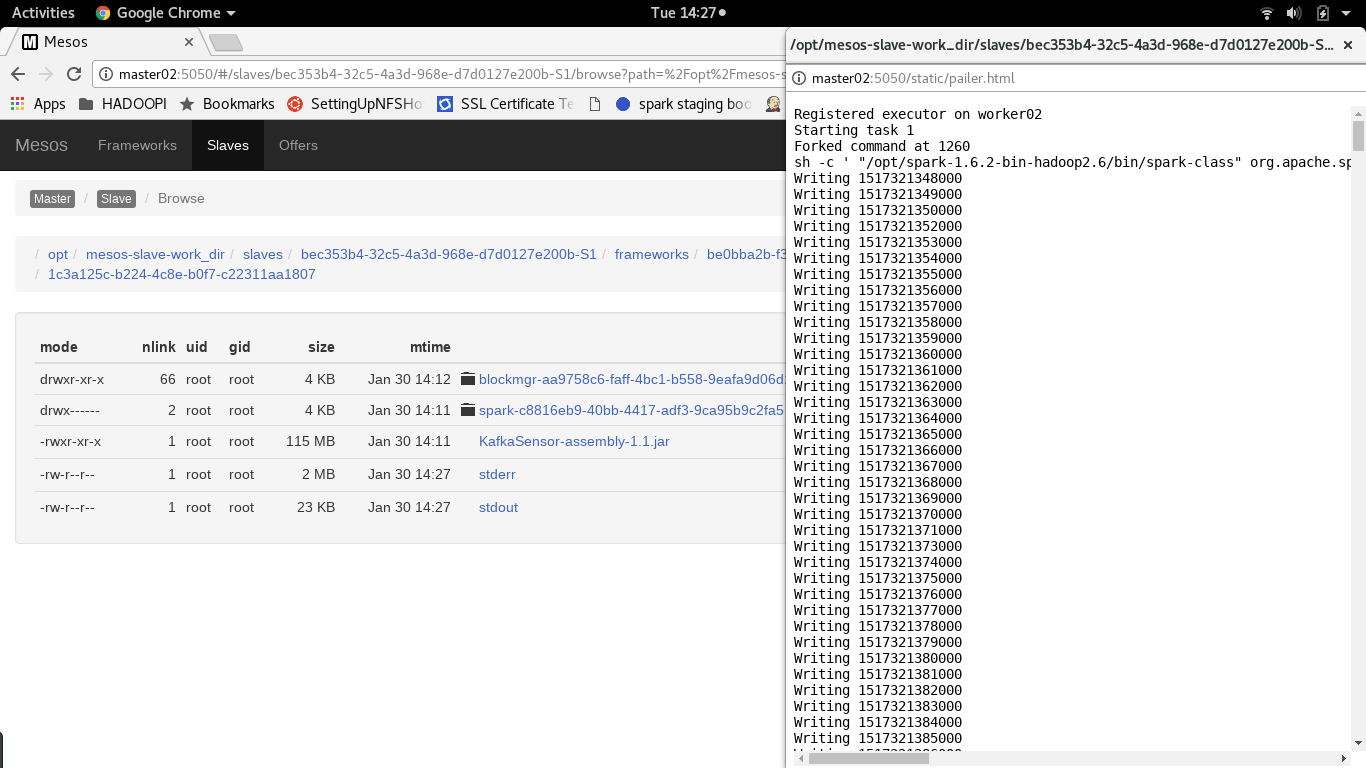 Activities Google Chrome Tue 14:27
Mesos
master02:5050/#/slaves/bec353b4-32c5-4a3d-968e-d7d0127e200b-S1/browse?path=%2Fopt%2Fmesos-s
Apps HADOOPI Bookmarks SettingUpNFSHo SSL Certificate Te spark staging boo
Mesos Frameworks Slaves Offers
Master / Slave / Browse
/ opt / mesos-slave-work_dir / slaves / bec353b4-32c5-4a3d-968e-d7d0127e200b-S1 / frameworks / be0bba2b-f3
/ 1c3a125c-b224-4c8e-b0f7-c22311aa1807
mode nlink uid gid size mtime
drwxr-xr-x 66 root root 4 KB Jan 30 14:12 blockmgr-aa9758c6-faff-4bc1-b558-9eafa9d06d
drwx------ 2 root root 4 KB Jan 30 14:11 spark-c8816eb9-40bb-4417-adf3-9ca95b9c2fa5
-rwxr-xr-x 1 root root 115 MB Jan 30 14:11 KafkaSensor-assembly-1.1.jar
-rw-r--r-- 1 root root 2 MB Jan 30 14:27 stderr
-rw-r--r-- 1 root root 23 KB Jan 30 14:27 stdout
/opt/mesos-slave-work_dir/slaves/bec353b4-32c5-4a3d-968e-d7d0127e200b-S...
master02:5050/static/pailer.html
Registered executor on worker02
Starting task 1
Forked command at 1260
sh -c ' "/opt/spark-1.6.2-bin-hadoop2.6/bin/spark-class" org.apache.sp
Writing 1517321348000
Writing 1517321349000
Writing 1517321350000
Writing 1517321352000
Writing 1517321353000
Writing 1517321354000
Writing 1517321355000
Writing 1517321356000
Writing 1517321357000
Writing 1517321358000
Writing 1517321359000
Writing 1517321360000
Writing 1517321361000
Writing 1517321362000
Writing 1517321363000
Writing 1517321364000
Writing 1517321365000
Writing 1517321366000
Writing 1517321367000
Writing 1517321368000
Writing 1517321369000
Writing 1517321370000
Writing 1517321371000
Writing 1517321373000
Writing 1517321374000
Writing 1517321375000
Writing 1517321376000
Writing 1517321377000
Writing 1517321378000
Writing 1517321379000
Writing 1517321380000
Writing 1517321381000
Writing 1517321382000
Writing 1517321383000
Writing 1517321384000
Writing 1517321385000